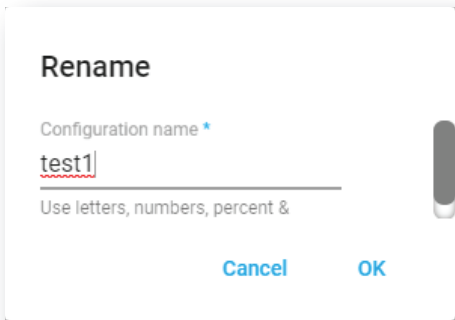 Rename
Configuration name *
test1
Use letters, numbers, percent &
Cancel OK